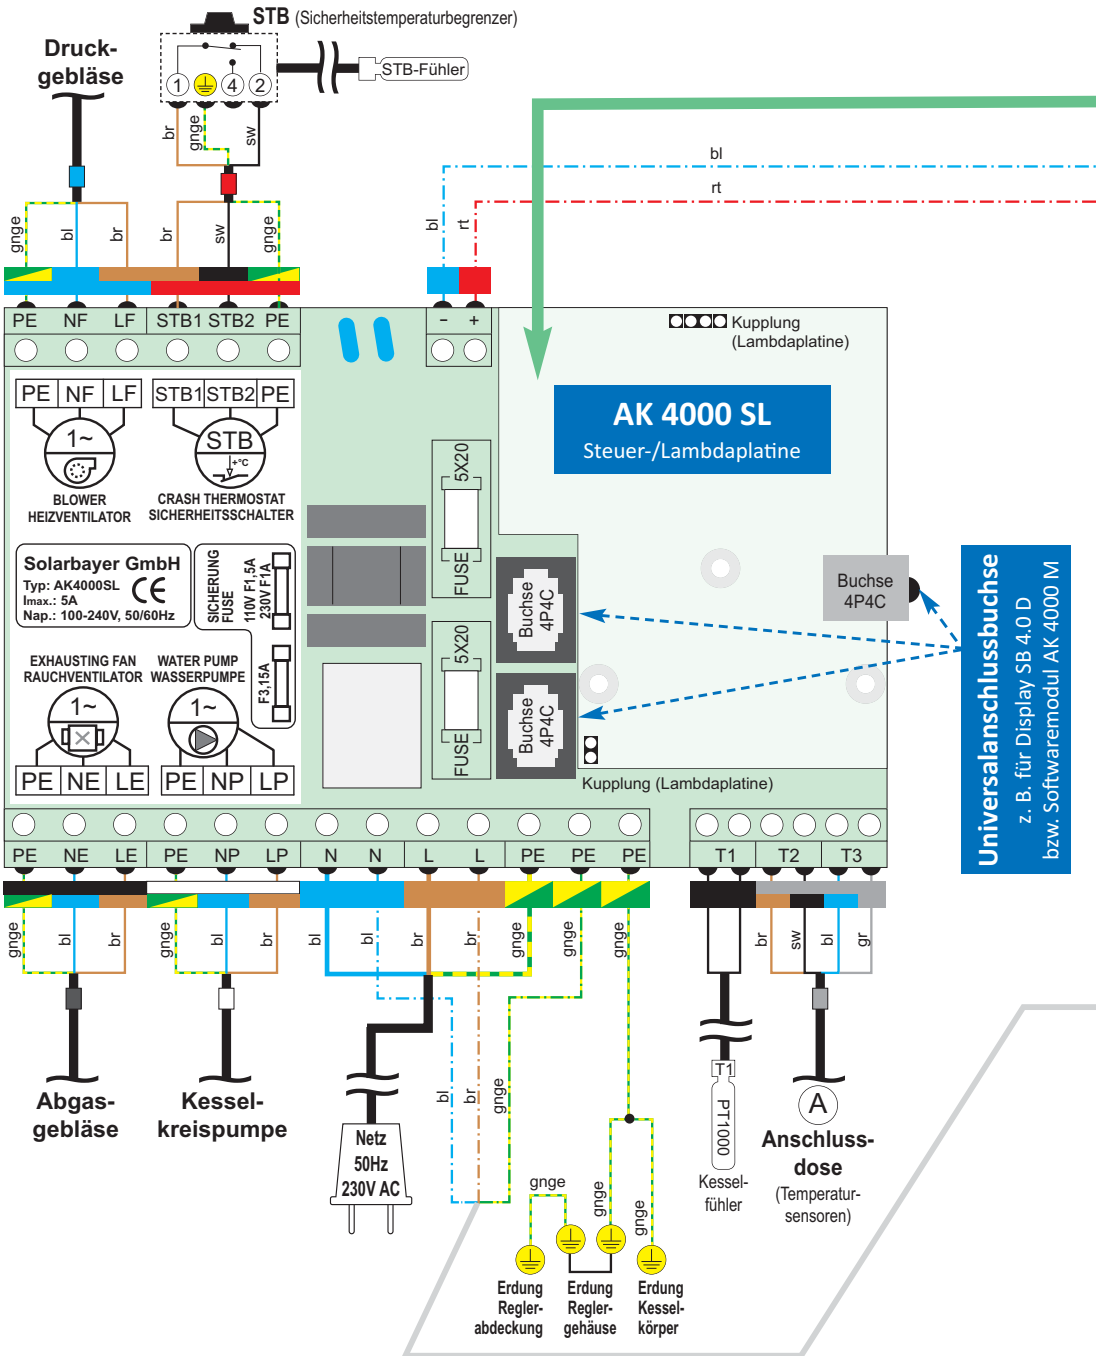 STB (Sicherheitstemperaturbegrenzer)
Druck-
gebläse
1 4 2
STB-Fühler
br gnge sw
bl
rt
gnge bl br br sw gnge
bl rt
PE NF LF STB1 STB2 PE
- +
Kupplung
(Lambdaplatine)
PE NF LF STB1 STB2 PE
1~
STB
+°C
BLOWER
HEIZVENTILATOR
CRASH THERMOSTAT
SICHERHEITSSCHALTER
AK 4000 SL
Steuer-/Lambdaplatine
5X20
FUSE
Solarbayer GmbH
Typ: AK4000SL
Imax.: 5A
Nap.: 100-240V, 50/60Hz
CE
SICHERUNG
FUSE
110V F1,5A
230V F1A
F3,15A
Buchse
4P4C
Buchse
4P4C
Universalanschlussbuchse
z. B. für Display SB 4.0 D
bzw. Softwaremodul AK 4000 M
EXHAUSTING FAN
RAUCHVENTILATOR
WATER PUMP
WASSERPUMPE
1~
1~
5X20
FUSE
Buchse
4P4C
PE NE LE PE NP LP
Kupplung (Lambdaplatine)
PE NE LE PE NP LP N N L L PE PE PE T1 T2 T3
gnge bl br gnge bl br bl bl br br gnge gnge gnge br sw bl gr
Abgas-
gebläse
Kessel-
kreispumpe
bl br gnge
Netz
50Hz
230V AC
T1
PT1000
Kessel-
fühler
A
Anschluss-
dose
(Temperatur-
sensoren)
gnge gnge gnge
Erdung
Regler-
abdeckung
Erdung
Regler-
gehäuse
Erdung
Kessel-
körper